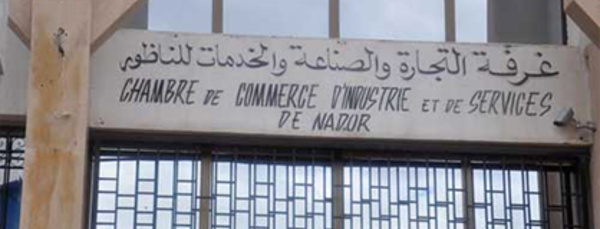 غرفة التجارة والصناعة والخدمات للناظور
CHAMBRE DE COMMERCE D'INDUSTRIE ET DE SERVICES
DE NADOR